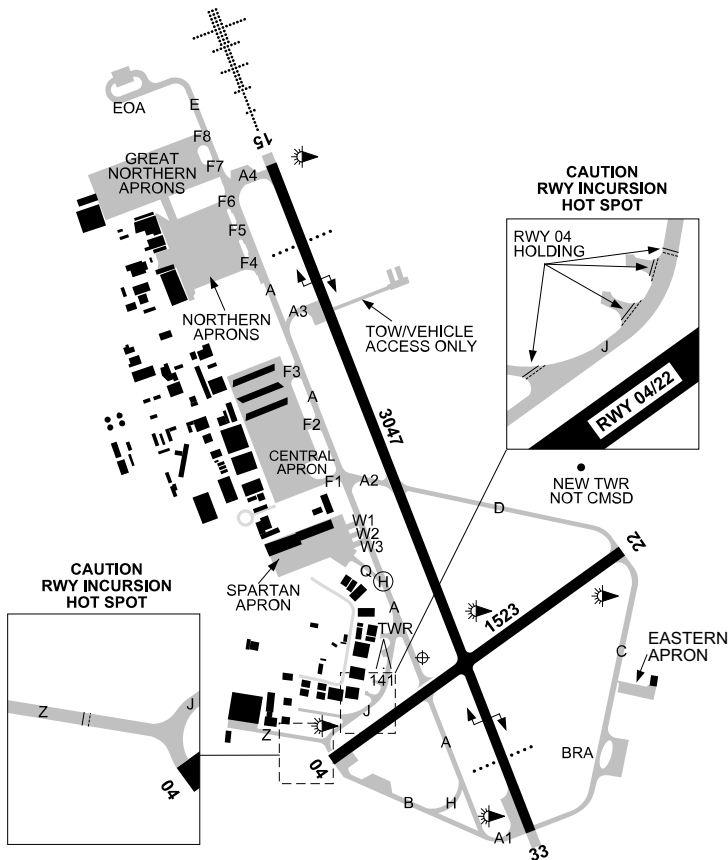 EOA
E
15
F8
GREAT
NORTHERN
APRONS
F7
A4
F6
F5
F4
A
NORTHERN
APRONS
A3
TOW/VEHICLE
ACCESS ONLY
CAUTION
RWY INCURSION
HOT SPOT
RWY 04
HOLDING
J
RWY 04/22
F3
A
F2
3047
CENTRAL
APRON
F1
A2
NEW TWR
NOT CMSD
D
W1
W2
W3
22
Q
H
SPARTAN
APRON
A
1523
TWR
141
EASTERN
APRON
C
CAUTION
RWY INCURSION
HOT SPOT
Z
J
04
J
Z
04
A
BRA
B
H
A1
33